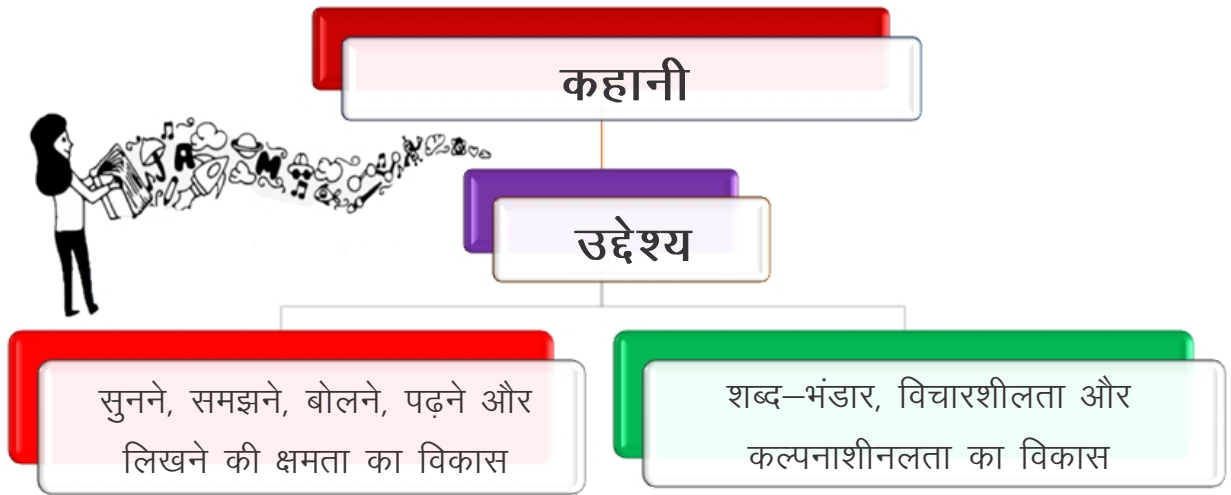 कहानी
उद्देश्य
सुनने, समझने, बोलने, पढ़ने और
लिखने की क्षमता का विकास
शब्द–भंडार, विचारशीलता और
कल्पनाशीनलता का विकास